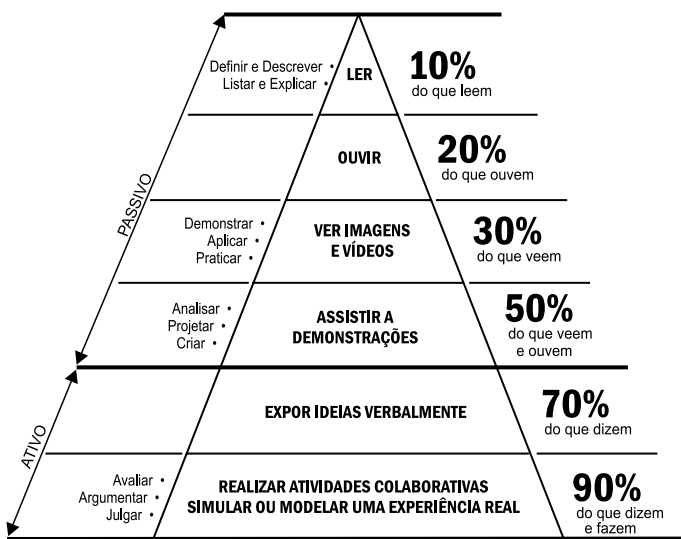 Definir e Descrever •
Listar e Explicar •
LER
10%
do que leem
OUVIR
20%
do que ouvem
PASSIVO
Demonstrar •
Aplicar •
Praticar •
VER IMAGENS
E VÍDEOS
30%
do que veem
Analisar •
Projetar •
Criar •
ASSISTIR A
DEMONSTRAÇÕES
50%
do que veem
e ouvem
EXPOR IDEIAS VERBALMENTE
70%
do que dizem
ATIVO
Avaliar •
Argumentar •
Julgar •
REALIZAR ATIVIDADES COLABORATIVAS
SIMULAR OU MODELAR UMA EXPERIÊNCIA REAL
90%
do que dizem
e fazem